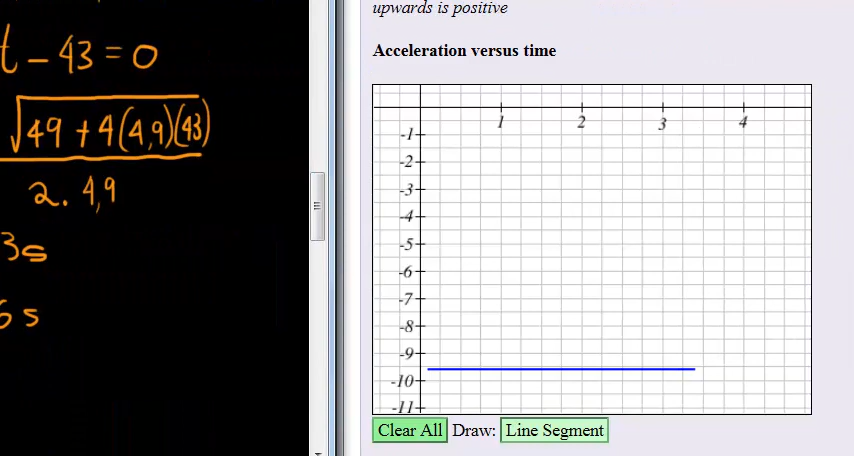 t – 43 = 0
√49 + 4(4,9)(43)
2. 4,9
3s
s
upwards is positive
Acceleration versus time
1 2 3 4
-1
-2
-3
-4
-5
-6
-7
-8
-9
-10
-11
Clear All Draw: Line Segment